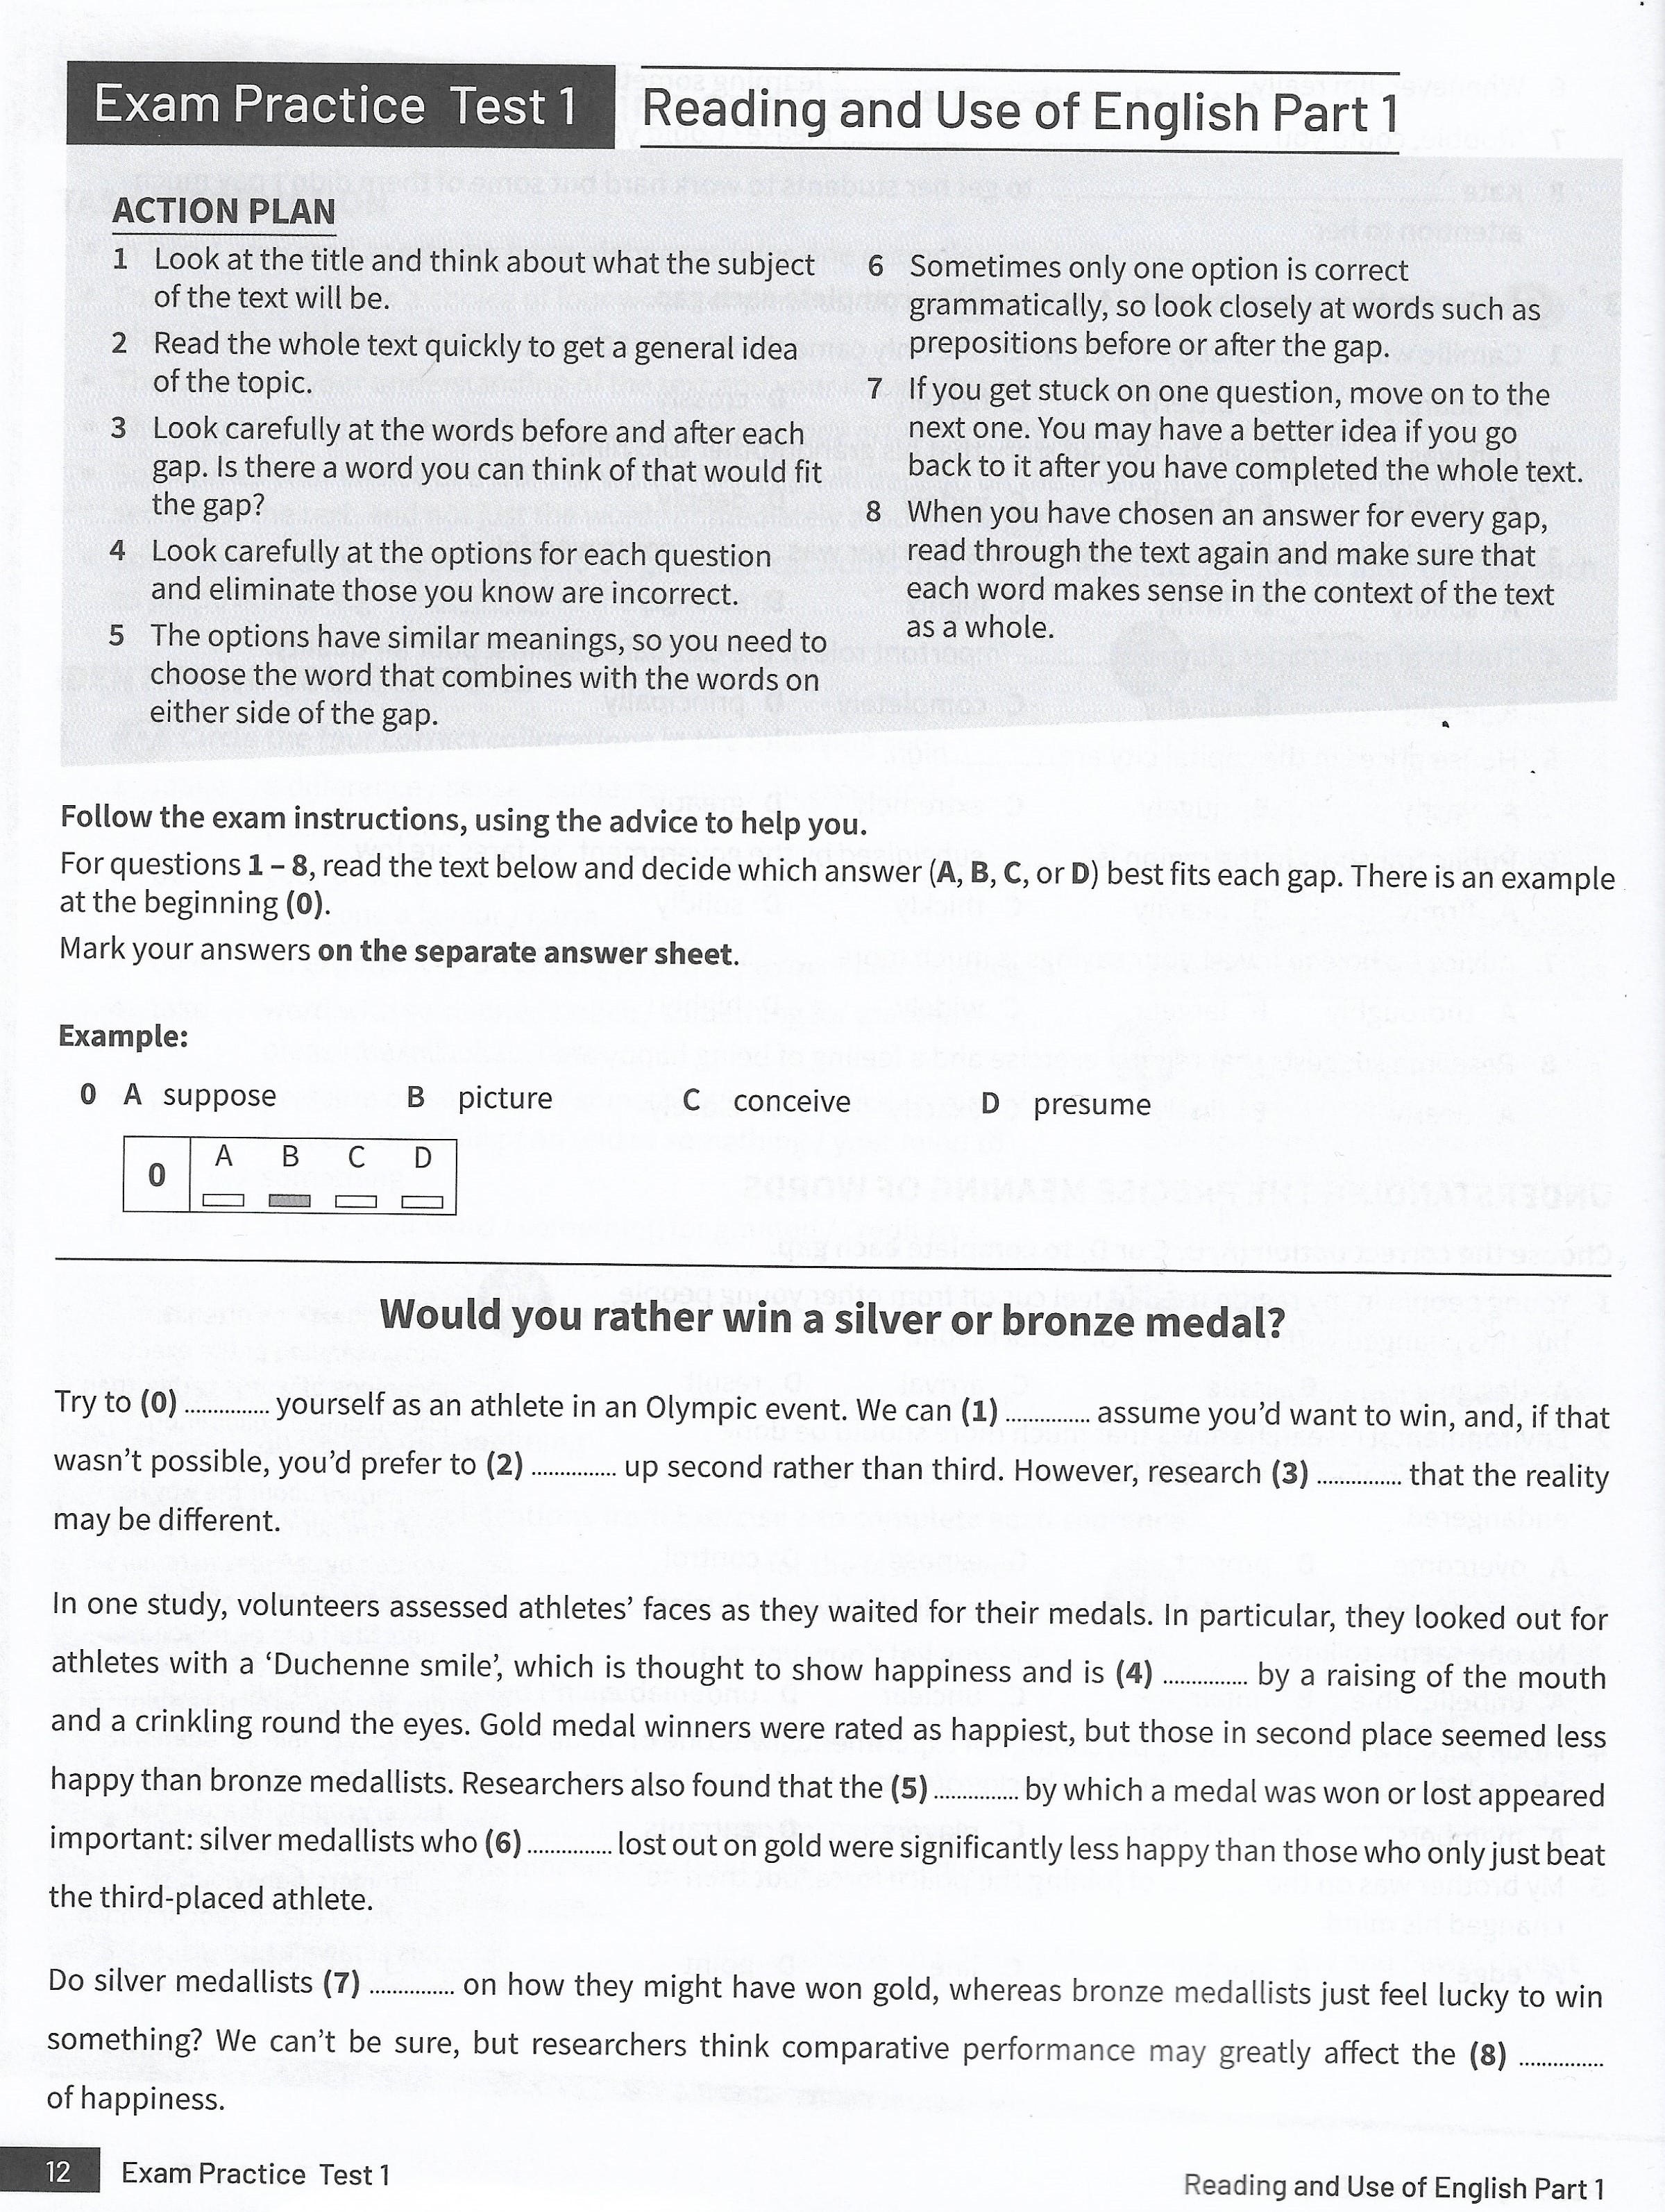 Exam Practice Test 1
Reading and Use of English Part 1
ACTION PLAN
1 Look at the title and think about what the subject
of the text will be.
2 Read the whole text quickly to get a general idea
of the topic.
3 Look carefully at the words before and after each
gap. Is there a word you can think of that would fit
the gap?
4 Look carefully at the options for each question
and eliminate those you know are incorrect.
5 The options have similar meanings, so you need to
choose the word that combines with the words on
either side of the gap.
6 Sometimes only one option is correct
grammatically, so look closely at words such as
prepositions before or after the gap.
7 If you get stuck on one question, move on to the
next one. You may have a better idea if you go
back to it after you have completed the whole text.
8 When you have chosen an answer for every gap,
read through the text again and make sure that
each word makes sense in the context of the text
as a whole.
Follow the exam instructions, using the advice to help you.
For questions 1 – 8, read the text below and decide which answer (A, B, C, or D) best fits each gap. There is an example
at the beginning (0).
Mark your answers on the separate answer sheet.
Example:
0 A suppose B picture C conceive D presume
0 A B C D
Would you rather win a silver or bronze medal?
Try to (0) .............. yourself as an athlete in an Olympic event. We can (1) .............. assume you’d want to win, and, if that
wasn’t possible, you’d prefer to (2) .............. up second rather than third. However, research (3) .............. that the reality
may be different.
In one study, volunteers assessed athletes’ faces as they waited for their medals. In particular, they looked out for
athletes with a ‘Duchenne smile’, which is thought to show happiness and is (4) .............. by a raising of the mouth
and a crinkling round the eyes. Gold medal winners were rated as happiest, but those in second place seemed less
happy than bronze medallists. Researchers also found that the (5) .............. by which a medal was won or lost appeared
important: silver medallists who (6) .............. lost out on gold were significantly less happy than those who only just beat
the third-placed athlete.
Do silver medallists (7) .............. on how they might have won gold, whereas bronze medallists just feel lucky to win
something? We can’t be sure, but researchers think comparative performance may greatly affect the (8) ..............
of happiness.
12 Exam Practice Test 1
Reading and Use of English Part 1